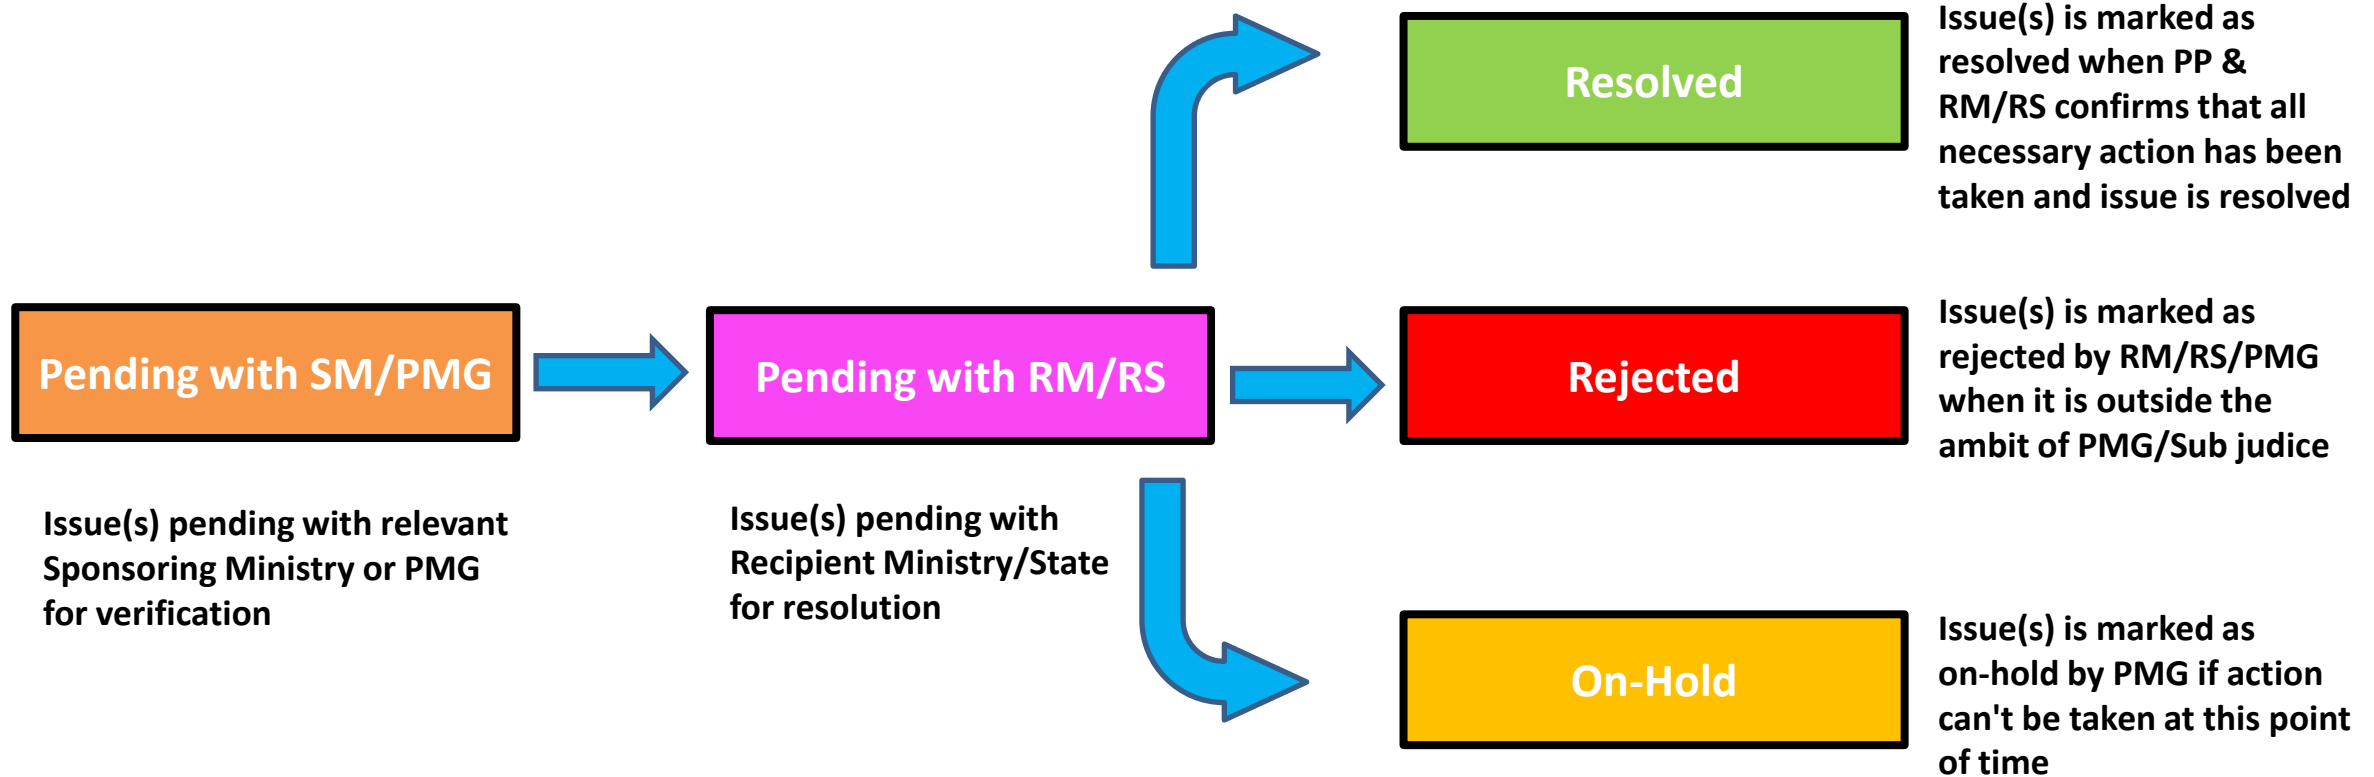 Pending with SM/PMG
Issue(s) pending with relevant
Sponsoring Ministry or PMG
for verification
Pending with RM/RS
Issue(s) pending with
Recipient Ministry/State
for resolution
Resolved
Issue(s) is marked as
resolved when PP &
RM/RS confirms that all
necessary action has been
taken and issue is resolved
Rejected
Issue(s) is marked as
rejected by RM/RS/PMG
when it is outside the
ambit of PMG/Sub judice
On-Hold
Issue(s) is marked as
on-hold by PMG if action
can't be taken at this point
of time